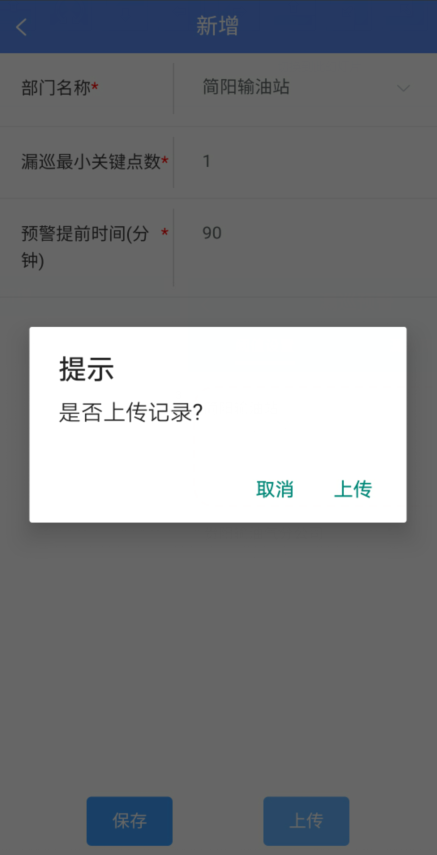 新增
部门名称*
简阳输油站
漏巡最小关键点数*
1
预警提前时间(分 *
钟)
90
提示
是否上传记录?
取消
上传
保存
上传